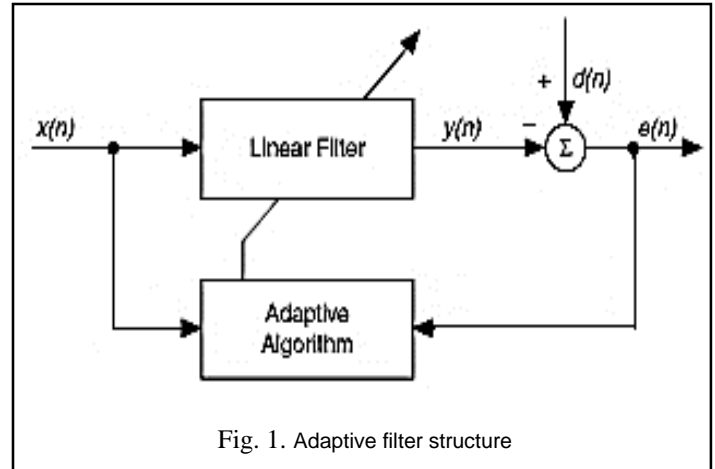 + d(n)
x(n)
Linear Filter
y(n)
−
Σ
e(n)
Adaptive
Algorithm
Fig. 1. Adaptive filter structure